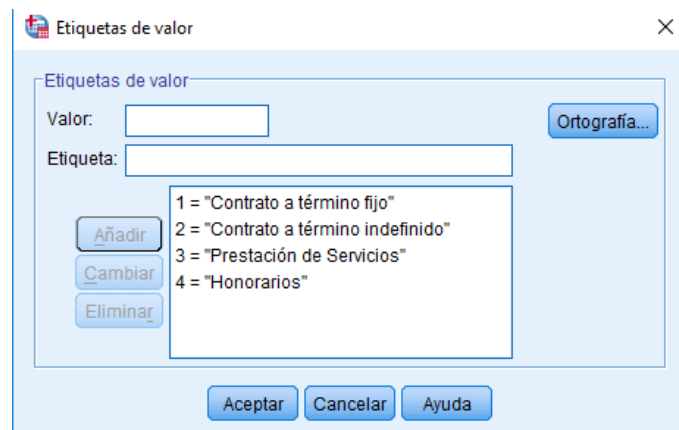 Etiquetas de valor
Etiquetas de valor
Valor:
Ortografía...
Etiqueta:
1 = "Contrato a término fijo"
2 = "Contrato a término indefinido"
3 = "Prestación de Servicios"
4 = "Honorarios"
Añadir
Cambiar
Eliminar
Aceptar Cancelar Ayuda